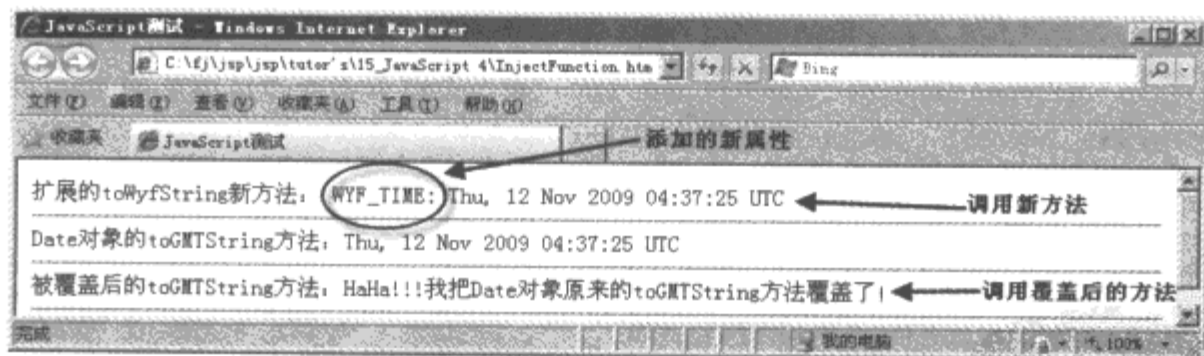 JavaScript测试 - Windows Internet Explorer
C:\fj\jsp\jsp\tutor's\15_JavaScript 4\InjectFunction.htm
Bing
文件(F) 编辑(E) 查看(V) 收藏夹(A) 工具(T) 帮助(H)
收藏夹 JavaScript测试
添加的新属性
扩展的toWyfString新方法：WYF_TIME: Thu, 12 Nov 2009 04:37:25 UTC
调用新方法
Date对象的toGMTString方法：Thu, 12 Nov 2009 04:37:25 UTC
被覆盖后的toGMTString方法：HaHa!!!我把Date对象原来的toGMTString方法覆盖了!
调用覆盖后的方法
完成 我的电脑 100%